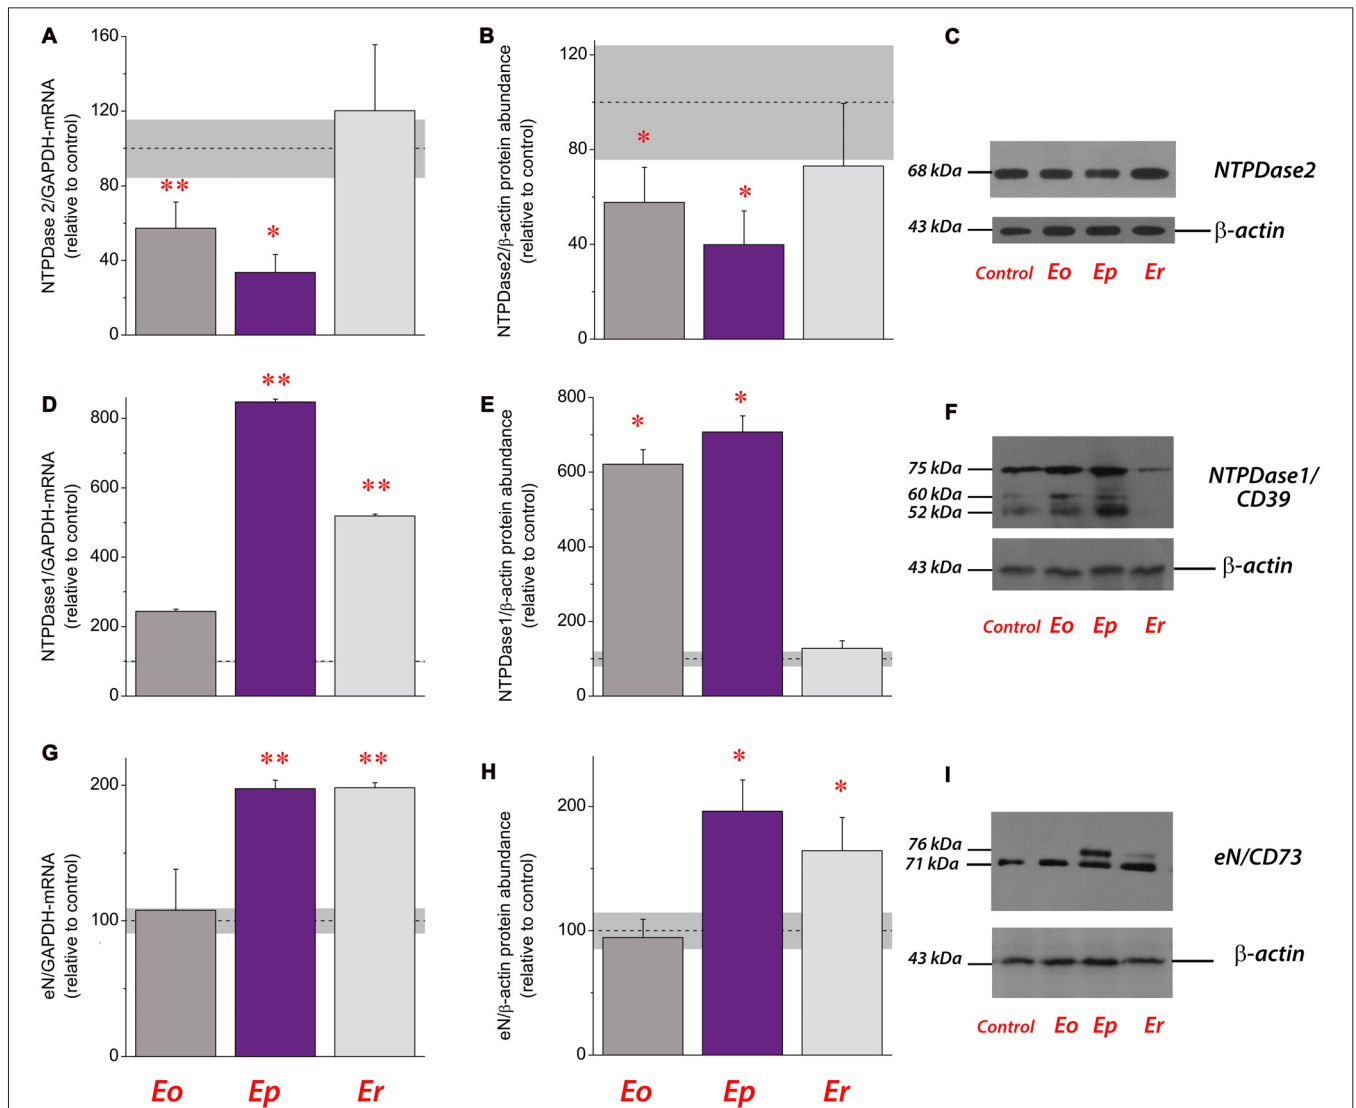 A
NTPDase 2/GAPDH-mRNA
(relative to control)
160
120
80
40
0
**
*
B
NTPDase2/β-actin protein abundance
(relative to control)
120
80
40
0
*
*
C
68 kDa
NTPDase2
43 kDa
β-actin
Control Eo Ep Er
D
NTPDase1/GAPDH-mRNA
(relative to control)
800
600
400
200
0
**
**
E
NTPDase1/β-actin protein abundance
(relative to control)
800
600
400
200
0
*
*
F
75 kDa
60 kDa
52 kDa
NTPDase1/
CD39
43 kDa
β-actin
Control Eo Ep Er
G
eN/GAPDH-mRNA
(relative to control)
200
100
0
**
**
Eo Ep Er
H
eN/β-actin protein abundance
(relative to control)
200
100
0
*
*
Eo Ep Er
I
76 kDa
71 kDa
eN/CD73
43 kDa
β-actin
Control Eo Ep Er